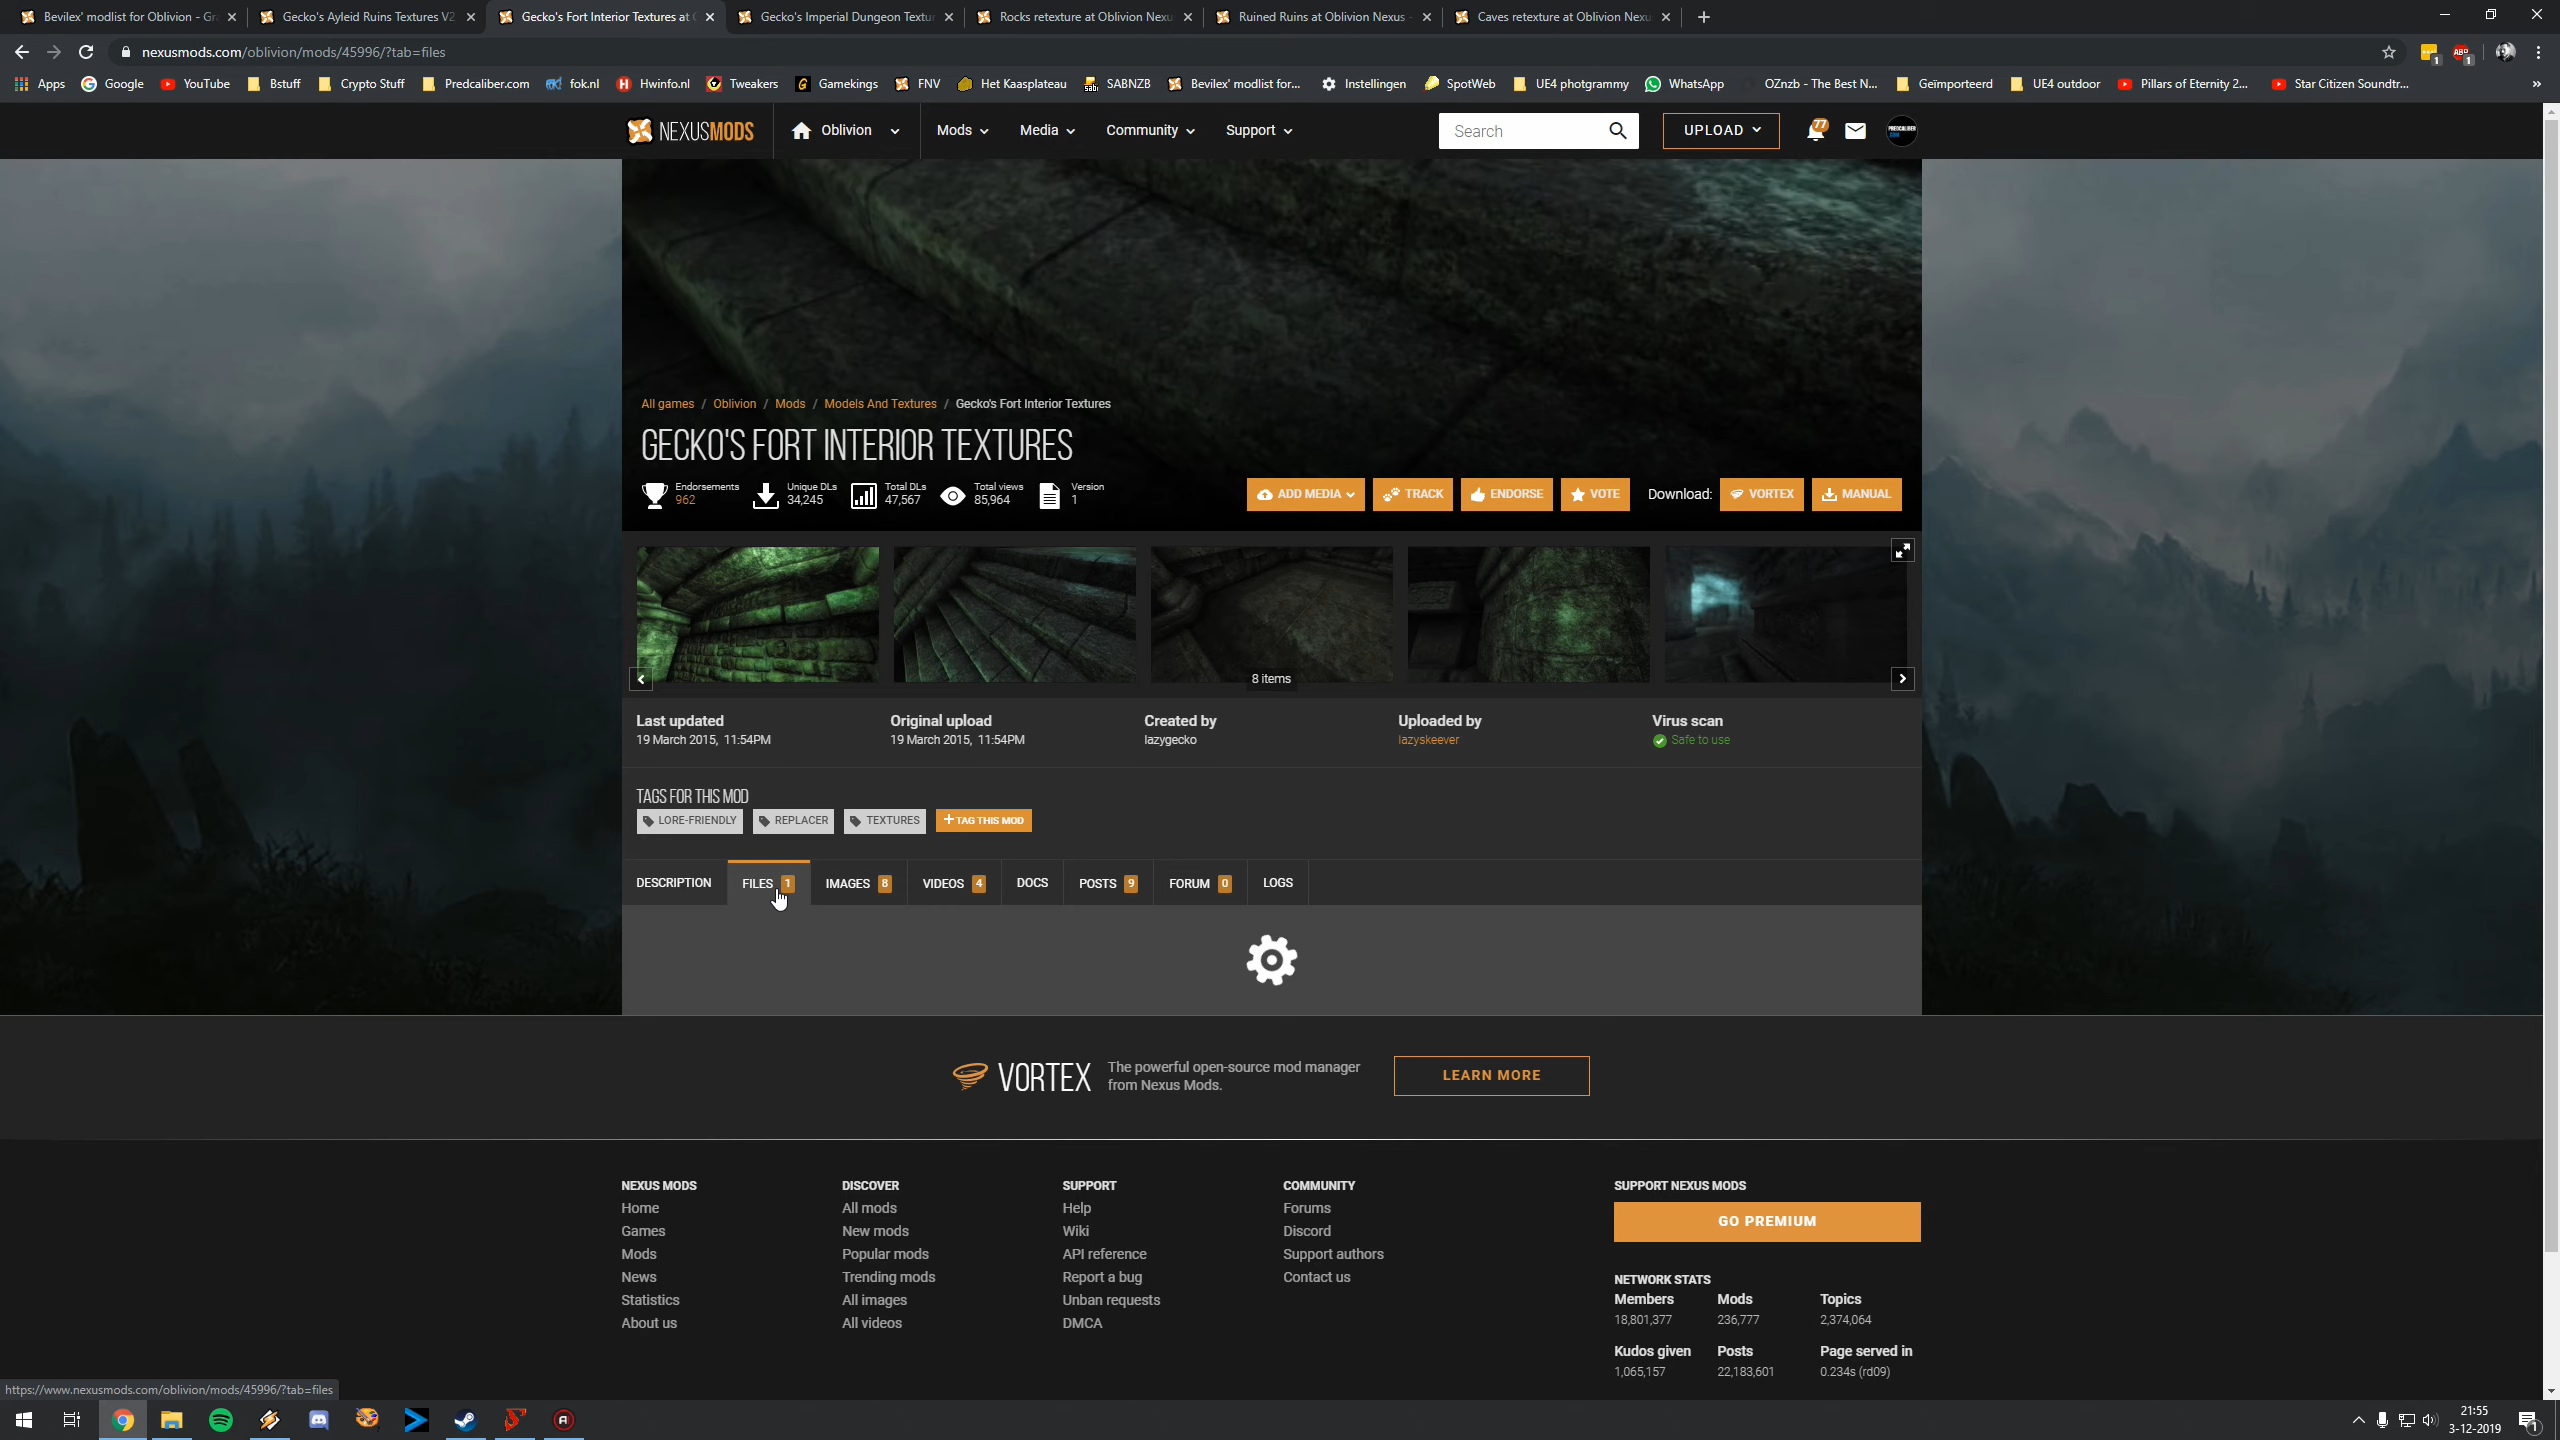 Bevilex' modlist for Oblivion - Gr
Gecko's Ayleid Ruins Textures V2
Gecko's Fort Interior Textures at
Gecko's Imperial Dungeon Textur
Rocks retexture at Oblivion Nexu
Ruined Ruins at Oblivion Nexus -
Caves retexture at Oblivion Nexu
nexusmods.com/oblivion/mods/45996/?tab=files
1 ABP 1
Apps Google YouTube Bstuff Crypto Stuff Predcaliber.com fok.nl Hwinfo.nl Tweakers Gamekings FNV Het Kaasplateau SABNZB Bevilex' modlist for... Instellingen SpotWeb UE4 photgrammy WhatsApp OZnzb - The Best N... Geïmporteerd UE4 outdoor Pillars of Eternity 2... Star Citizen Soundtr... »
NEXUSMODS Oblivion Mods Media Community Support Search UPLOAD 77
All games / Oblivion / Mods / Models And Textures / Gecko's Fort Interior Textures
GECKO'S FORT INTERIOR TEXTURES
Endorsements Unique DLs Total DLs Total views Version
962 34,245 47,567 85,964 1
ADD MEDIA TRACK ENDORSE VOTE Download: VORTEX MANUAL
8 items
Last updated Original upload Created by Uploaded by Virus scan
19 March 2015, 11:54PM 19 March 2015, 11:54PM lazygecko lazyskeever Safe to use
TAGS FOR THIS MOD
LORE-FRIENDLY REPLACER TEXTURES +TAG THIS MOD
DESCRIPTION FILES 1 IMAGES 8 VIDEOS 4 DOCS POSTS 9 FORUM 0 LOGS
VORTEX The powerful open-source mod manager
from Nexus Mods.
LEARN MORE
NEXUS MODS
Home
Games
Mods
News
Statistics
About us
DISCOVER
All mods
New mods
Popular mods
Trending mods
All images
All videos
SUPPORT
Help
Wiki
API reference
Report a bug
Unban requests
DMCA
COMMUNITY
Forums
Discord
Support authors
Contact us
SUPPORT NEXUS MODS
GO PREMIUM
NETWORK STATS
Members Mods Topics
18,801,377 236,777 2,374,064
Kudos given Posts Page served in
1,065,157 22,183,601 0.234s (rd09)
https://www.nexusmods.com/oblivion/mods/45996/?tab=files
21:55
3-12-2019
1